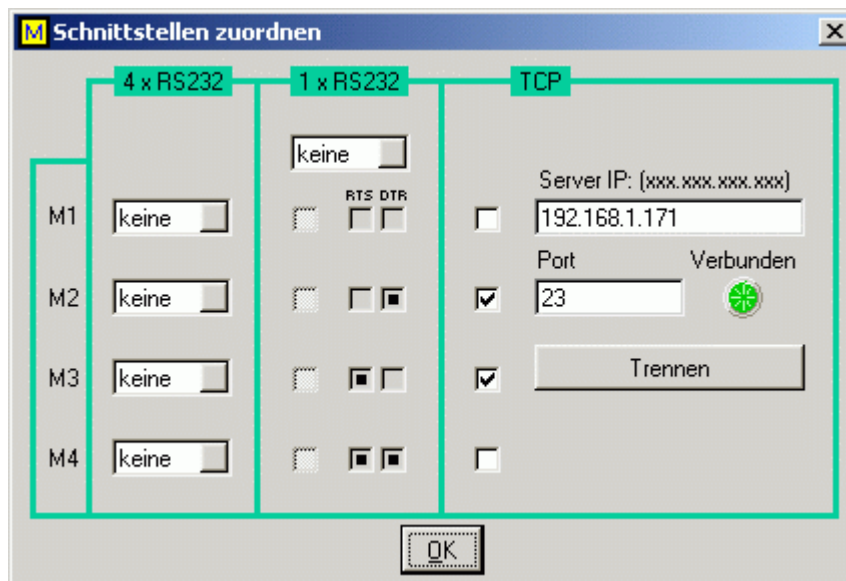 M Schnittstellen zuordnen
4 x RS232
1 x RS232
TCP
keine
RTS DTR
Server IP: (xxx.xxx.xxx.xxx)
M1 keine 192.168.1.171
Port Verbunden
M2 keine 23
M3 keine Trennen
M4 keine
OK